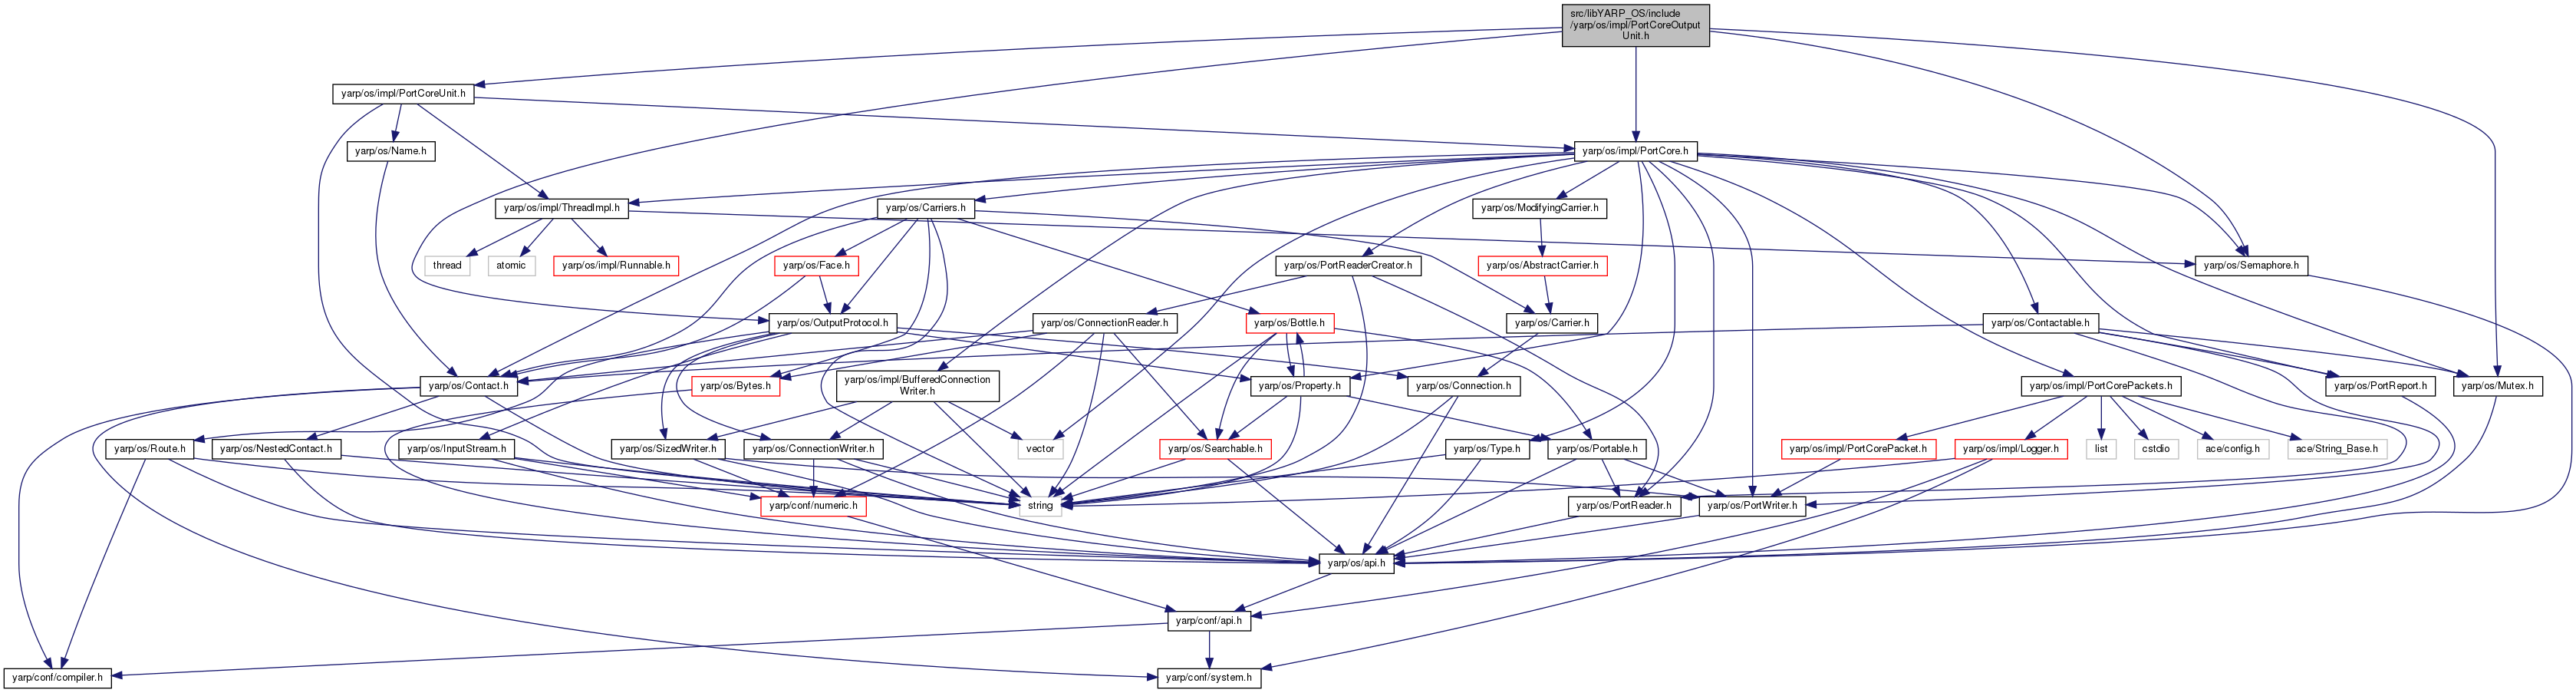 src/libYARP_OS/include
/yarp/os/impl/PortCoreOutput
Unit.h
yarp/os/impl/PortCoreUnit.h
yarp/os/Name.h
yarp/os/impl/PortCore.h
yarp/os/impl/ThreadImpl.h
yarp/os/Carriers.h
yarp/os/ModifyingCarrier.h
thread
atomic
yarp/os/impl/Runnable.h
yarp/os/Face.h
yarp/os/PortReaderCreator.h
yarp/os/AbstractCarrier.h
yarp/os/Semaphore.h
yarp/os/OutputProtocol.h
yarp/os/ConnectionReader.h
yarp/os/Bottle.h
yarp/os/Carrier.h
yarp/os/Contactable.h
yarp/os/Contact.h
yarp/os/Bytes.h
yarp/os/impl/BufferedConnection
Writer.h
yarp/os/Property.h
yarp/os/Connection.h
yarp/os/impl/PortCorePackets.h
yarp/os/PortReport.h
yarp/os/Mutex.h
yarp/os/Route.h
yarp/os/NestedContact.h
yarp/os/InputStream.h
yarp/os/SizedWriter.h
yarp/os/ConnectionWriter.h
vector
yarp/os/Searchable.h
yarp/os/Type.h
yarp/os/Portable.h
yarp/os/impl/PortCorePacket.h
yarp/os/impl/Logger.h
list
cstdio
ace/config.h
ace/String_Base.h
yarp/conf/numeric.h
string
yarp/os/PortReader.h
yarp/os/PortWriter.h
yarp/os/api.h
yarp/conf/api.h
yarp/conf/compiler.h
yarp/conf/system.h